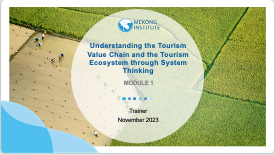 MEKONG
INSTITUTE
Understanding the Tourism
Value Chain and the Tourism
Ecosystem through System
Thinking
MODULE 1
Trainer
November 2023